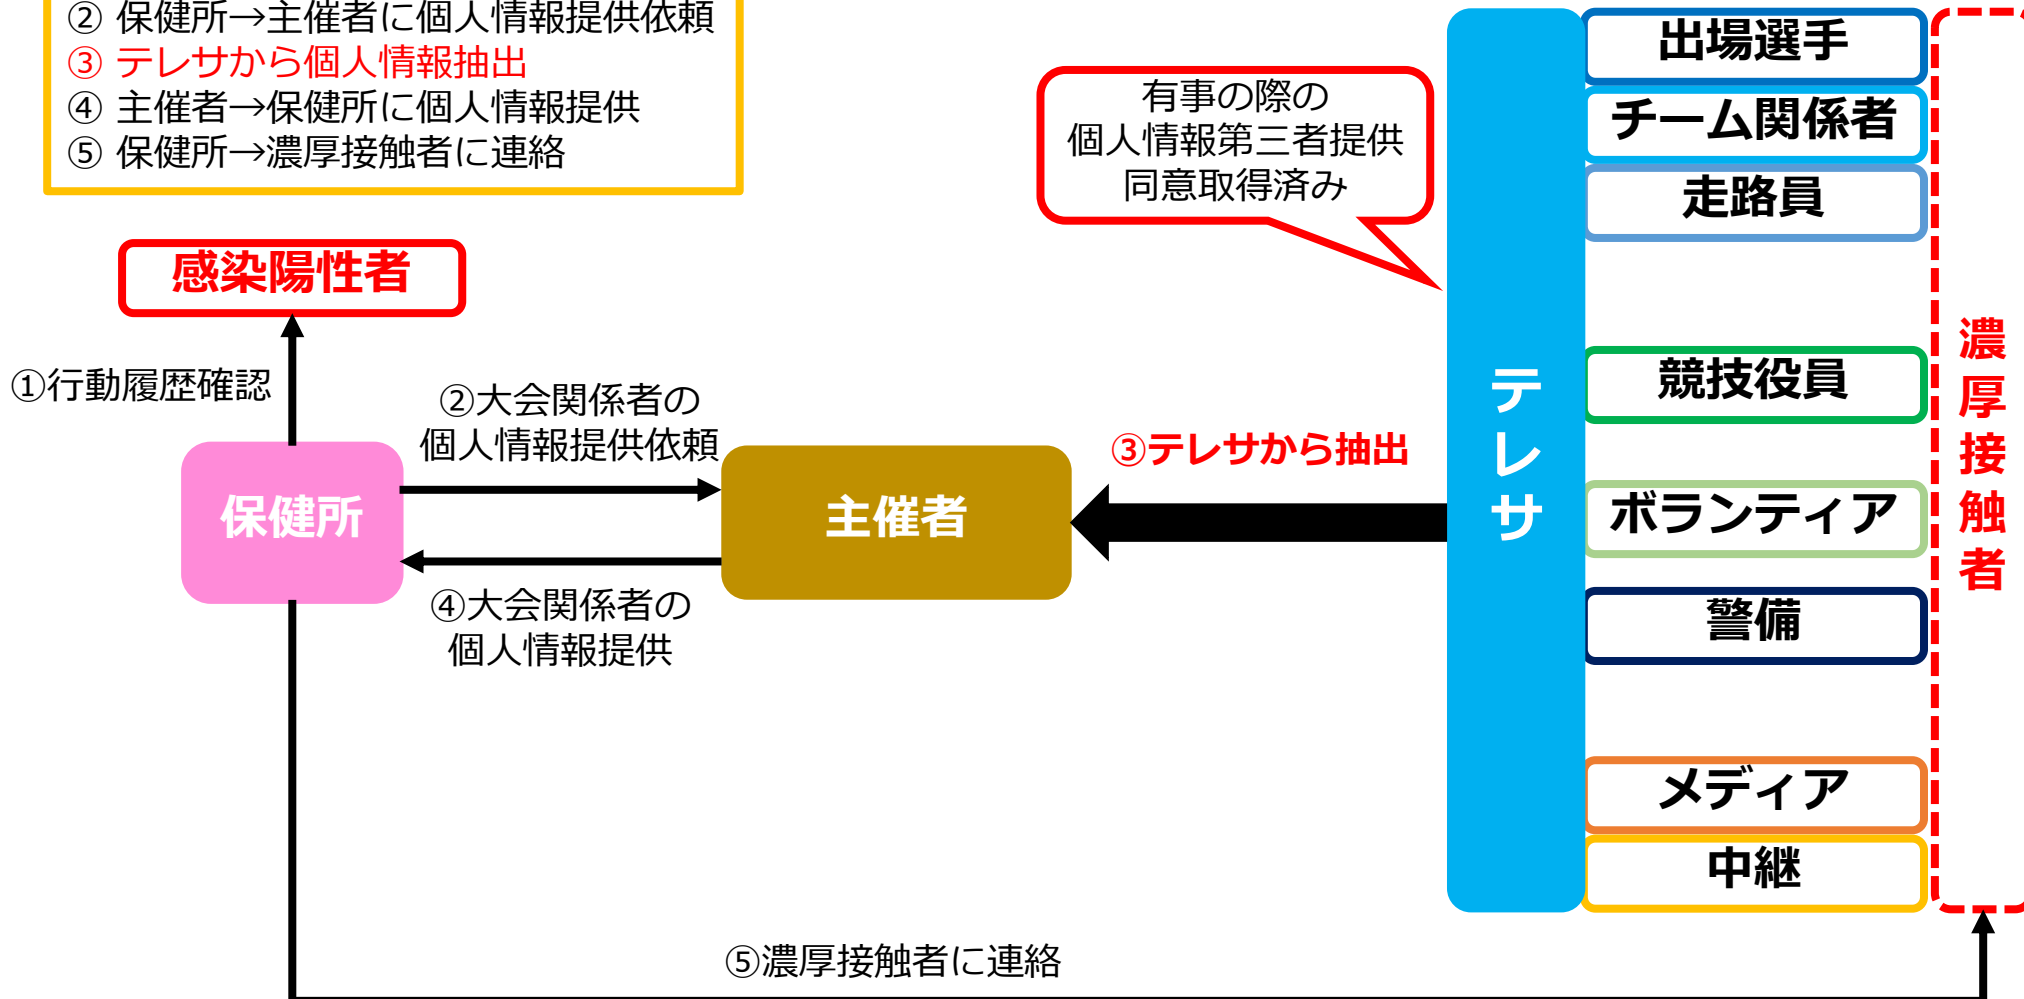 ② 保健所→主催者に個人情報提供依頼
③ テレサから個人情報抽出
④ 主催者→保健所に個人情報提供
⑤ 保健所→濃厚接触者に連絡
有事の際の
個人情報第三者提供
同意取得済み
出場選手
チーム関係者
走路員
感染陽性者
①行動履歴確認
②大会関係者の
個人情報提供依頼
③テレサから抽出
保健所
主催者
④大会関係者の
個人情報提供
テレサ
競技役員
ボランティア
警備
メディア
中継
濃厚接触者
⑤濃厚接触者に連絡